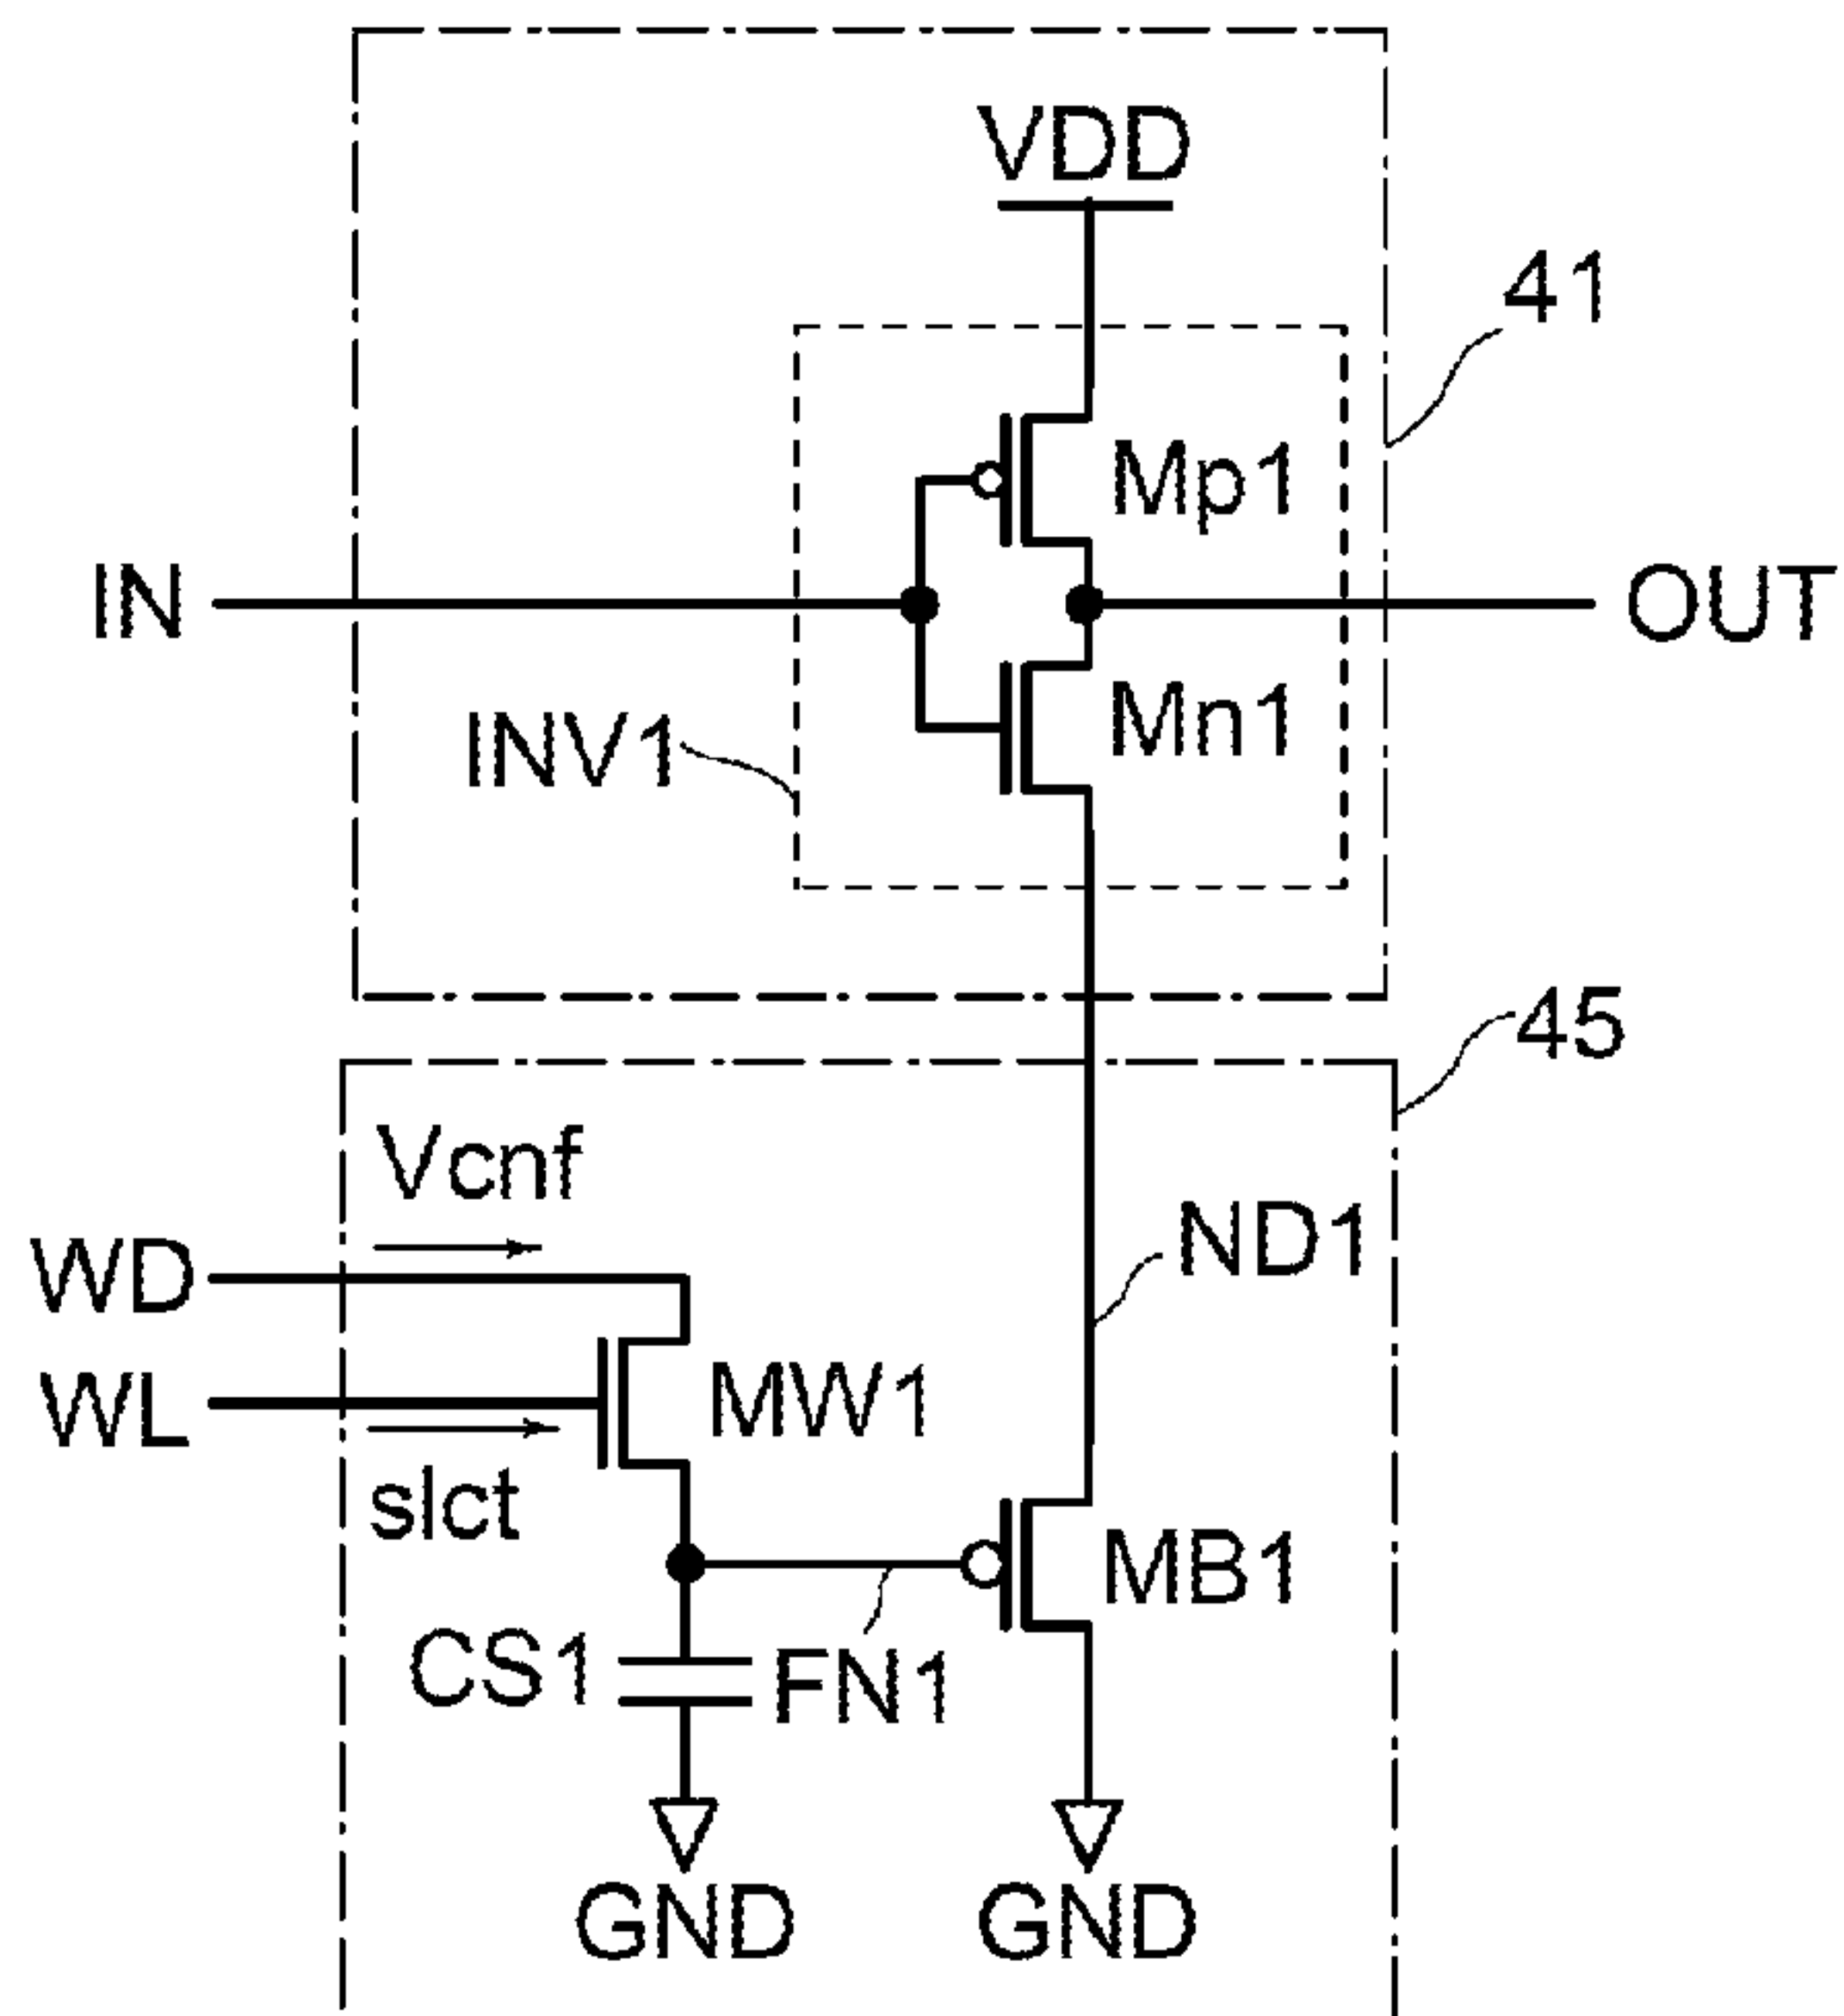 VDD
41
Mp1
IN
OUT
Mn1
INV1
45
Vcnf
ND1
WD
WL
MW1
slct
MB1
CS1
FN1
GND
GND